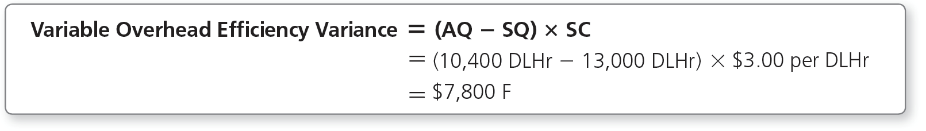 Variable Overhead Efficiency Variance = (AQ − SQ) × SC
= (10,400 DLHr − 13,000 DLHr) × $3.00 per DLHr
= $7,800 F